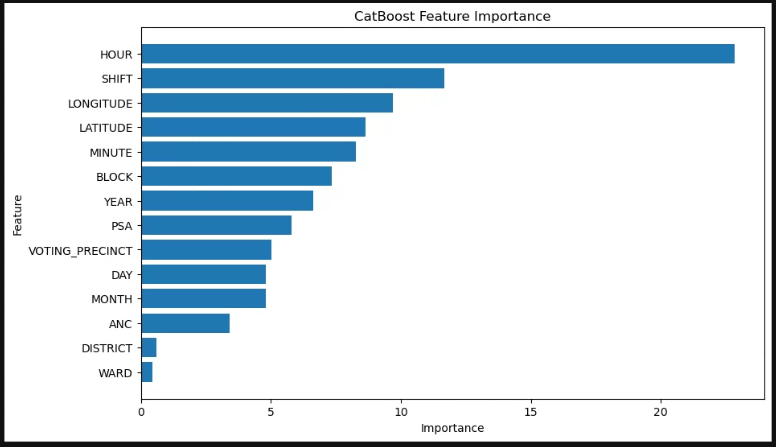 CatBoost Feature Importance
HOUR
SHIFT
LONGITUDE
LATITUDE
MINUTE
BLOCK
YEAR
PSA
VOTING_PRECINCT
DAY
MONTH
ANC
DISTRICT
WARD
Feature
0 5 10 15 20
Importance